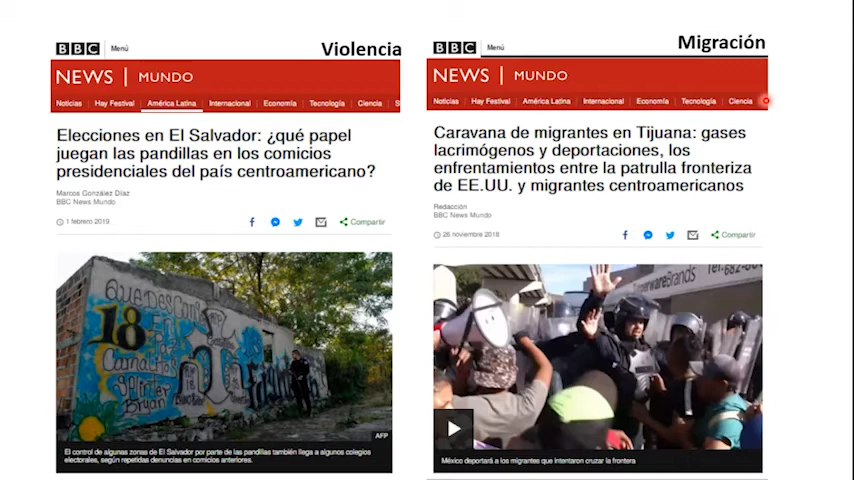 BBC Menú Violencia
NEWS | MUNDO
Noticias Hay Festival América Latina Internacional Economía Tecnología Ciencia S
Elecciones en El Salvador: ¿qué papel
juegan las pandillas en los comicios
presidenciales del país centroamericano?
Marcos González Díaz
BBC News Mundo
1 febrero 2019
Compartir
QUE DESCANSE
18 En Paz
AFP
El control de algunas zonas de El Salvador por parte de las pandillas también llega a algunos colegios
electorales, según repetidas denuncias en comicios anteriores.
BBC Menú Migración
NEWS | MUNDO
Noticias Hay Festival América Latina Internacional Economía Tecnología Ciencia
Caravana de migrantes en Tijuana: gases
lacrimógenos y deportaciones, los
enfrentamientos entre la patrulla fronteriza
de EE.UU. y migrantes centroamericanos
Redacción
BBC News Mundo
26 noviembre 2018
Compartir
México deportará a los migrantes que intentaron cruzar la frontera